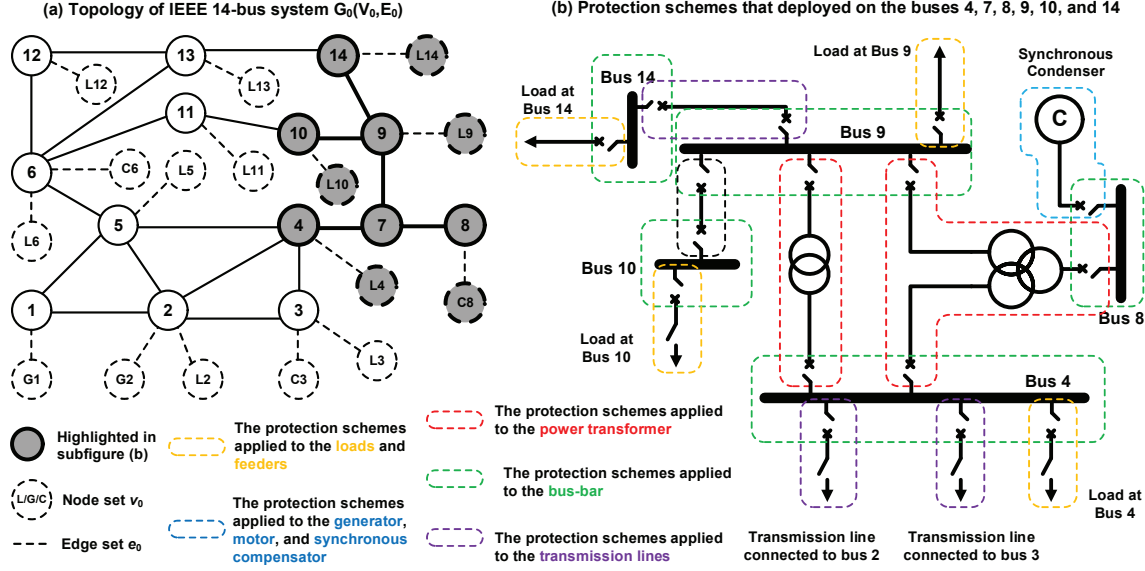 (a) Topology of IEEE 14-bus system G₀(V₀,E₀)
12
13
14
L14
L12
L13
11
10
9
L9
6
C6
L5
L11
L10
L6
5
4
7
8
L4
C8
1
2
3
L3
G1
G2
L2
C3
Highlighted in
subfigure (b)
L/G/C
Node set v₀
Edge set e₀
The protection schemes
applied to the loads and
feeders
The protection schemes
applied to the generator,
motor, and synchronous
compensator
The protection schemes applied
to the power transformer
The protection schemes applied
to the bus-bar
The protection schemes applied
to the transmission lines
(b) Protection schemes that deployed on the buses 4, 7, 8, 9, 10, and 14
Load at Bus 9
Synchronous
Condenser
Bus 14
Load at
Bus 14
C
Bus 9
Bus 10
Bus 8
Load at
Bus 10
Bus 4
Load at
Bus 4
Transmission line
connected to bus 2
Transmission line
connected to bus 3